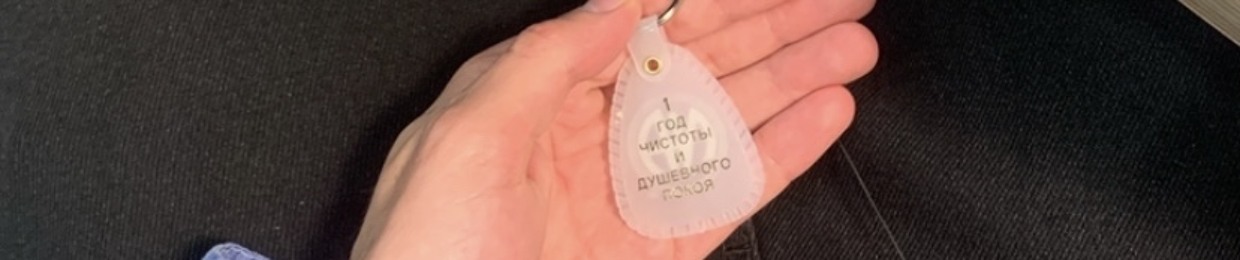 1
ГОД
ЧИСТОТЫ
И
ДУШЕВНОГО
ПОКОЯ